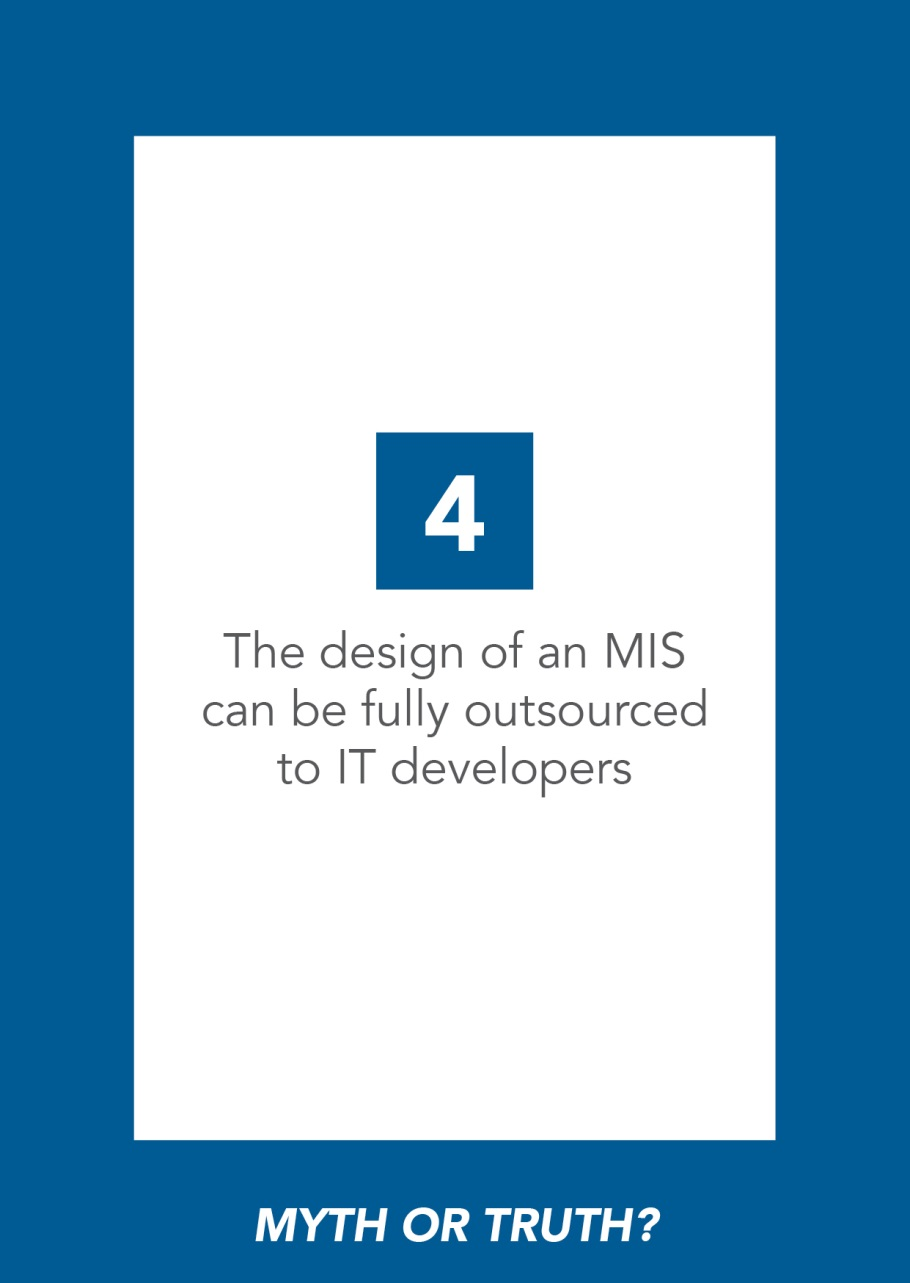 4
The design of an MIS
can be fully outsourced
to IT developers
MYTH OR TRUTH?